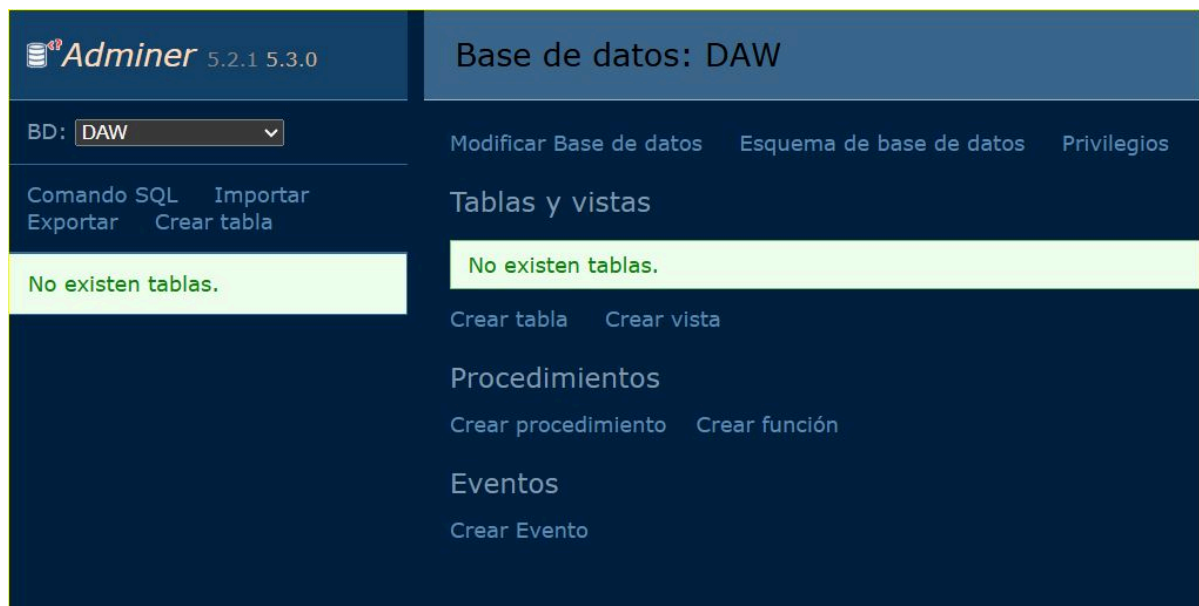 Adminer 5.2.1 5.3.0
BD: DAW
Comando SQL Importar
Exportar Crear tabla
No existen tablas.
Base de datos: DAW
Modificar Base de datos Esquema de base de datos Privilegios
Tablas y vistas
No existen tablas.
Crear tabla Crear vista
Procedimientos
Crear procedimiento Crear función
Eventos
Crear Evento